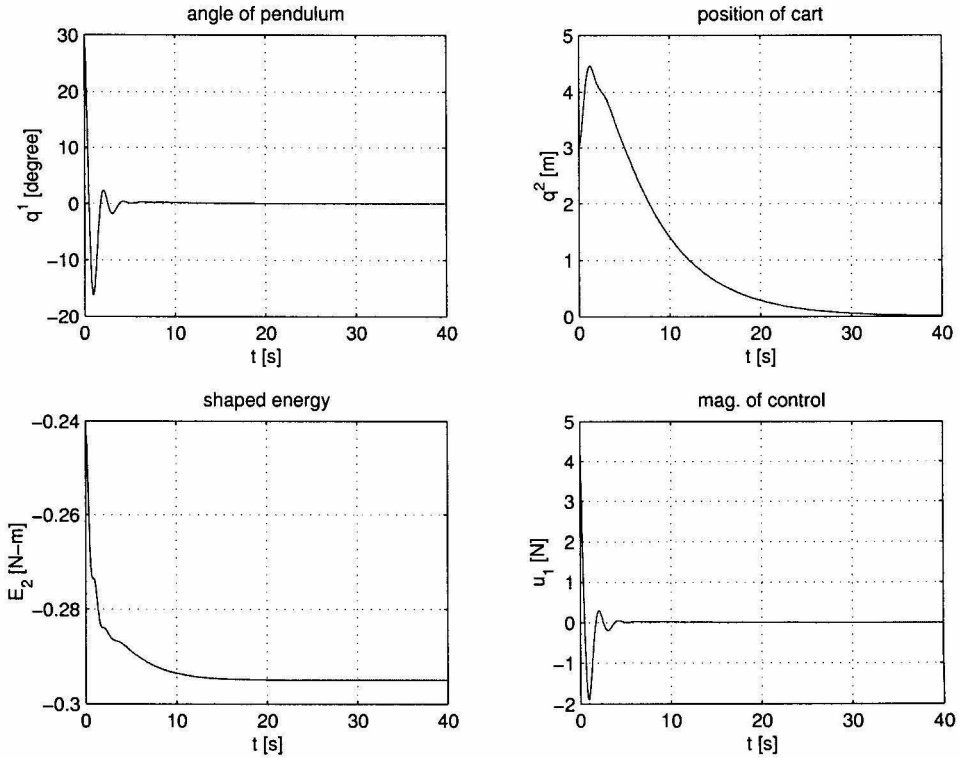 angle of pendulum
30
20
10
0
−10
−20
q¹ [degree]
0 10 20 30 40
t [s]
position of cart
5
4
3
2
1
0
q² [m]
0 10 20 30 40
t [s]
shaped energy
−0.24
−0.26
−0.28
−0.3
E₂ [N−m]
0 10 20 30 40
t [s]
mag. of control
5
4
3
2
1
0
−1
−2
u₁ [N]
0 10 20 30 40
t [s]